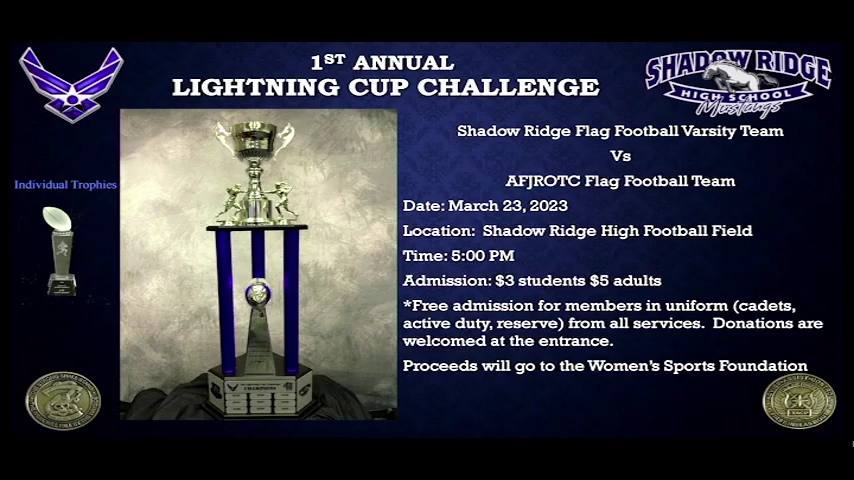 1ST ANNUAL
LIGHTNING CUP CHALLENGE
SHADOW RIDGE
HIGH SCHOOL
Mustangs
Shadow Ridge Flag Football Varsity Team
Vs
AFJROTC Flag Football Team
Individual Trophies
Date: March 23, 2023
Location: Shadow Ridge High Football Field
Time: 5:00 PM
Admission: $3 students $5 adults
*Free admission for members in uniform (cadets,
active duty, reserve) from all services. Donations are
welcomed at the entrance.
Proceeds will go to the Women's Sports Foundation
CHAMPIONS